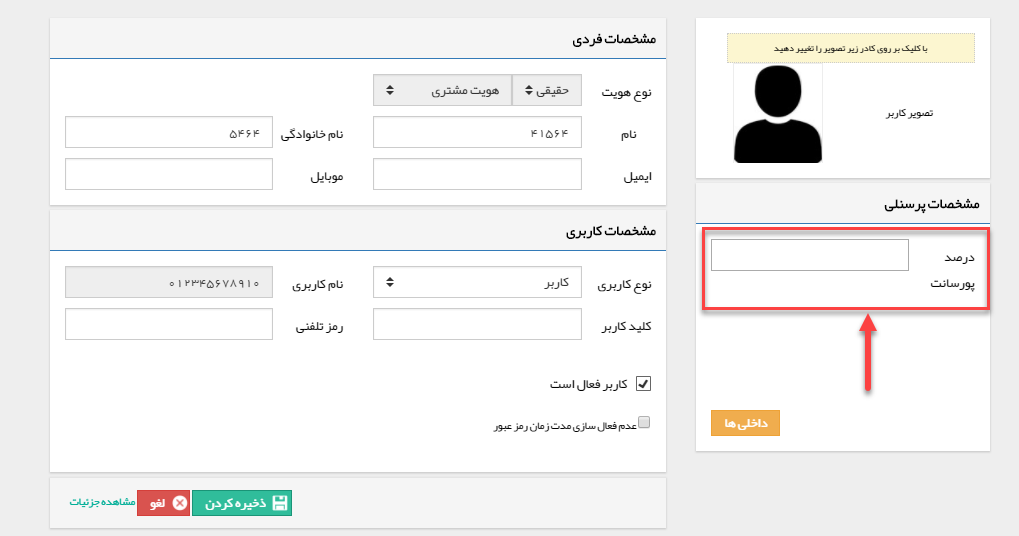 با کلیک بر روی کادر زیر تصویر را تغییر دهید
تصویر کاربر
مشخصات پرسنلی
درصد
پورسانت
داخلی ها
مشخصات فردی
نوع هویت حقیقی هویت مشتری
نام ۴۱۵۶۴ نام خانوادگی ۵۴۶۴
ایمیل موبایل
مشخصات کاربری
نوع کاربری کاربر نام کاربری ۰۱۲۳۴۵۶۷۸۹۱۰
کلید کاربر رمز تلفنی
کاربر فعال است
عدم فعال سازی مدت زمان رمز عبور
ذخیره کردن لغو مشاهده جزئیات